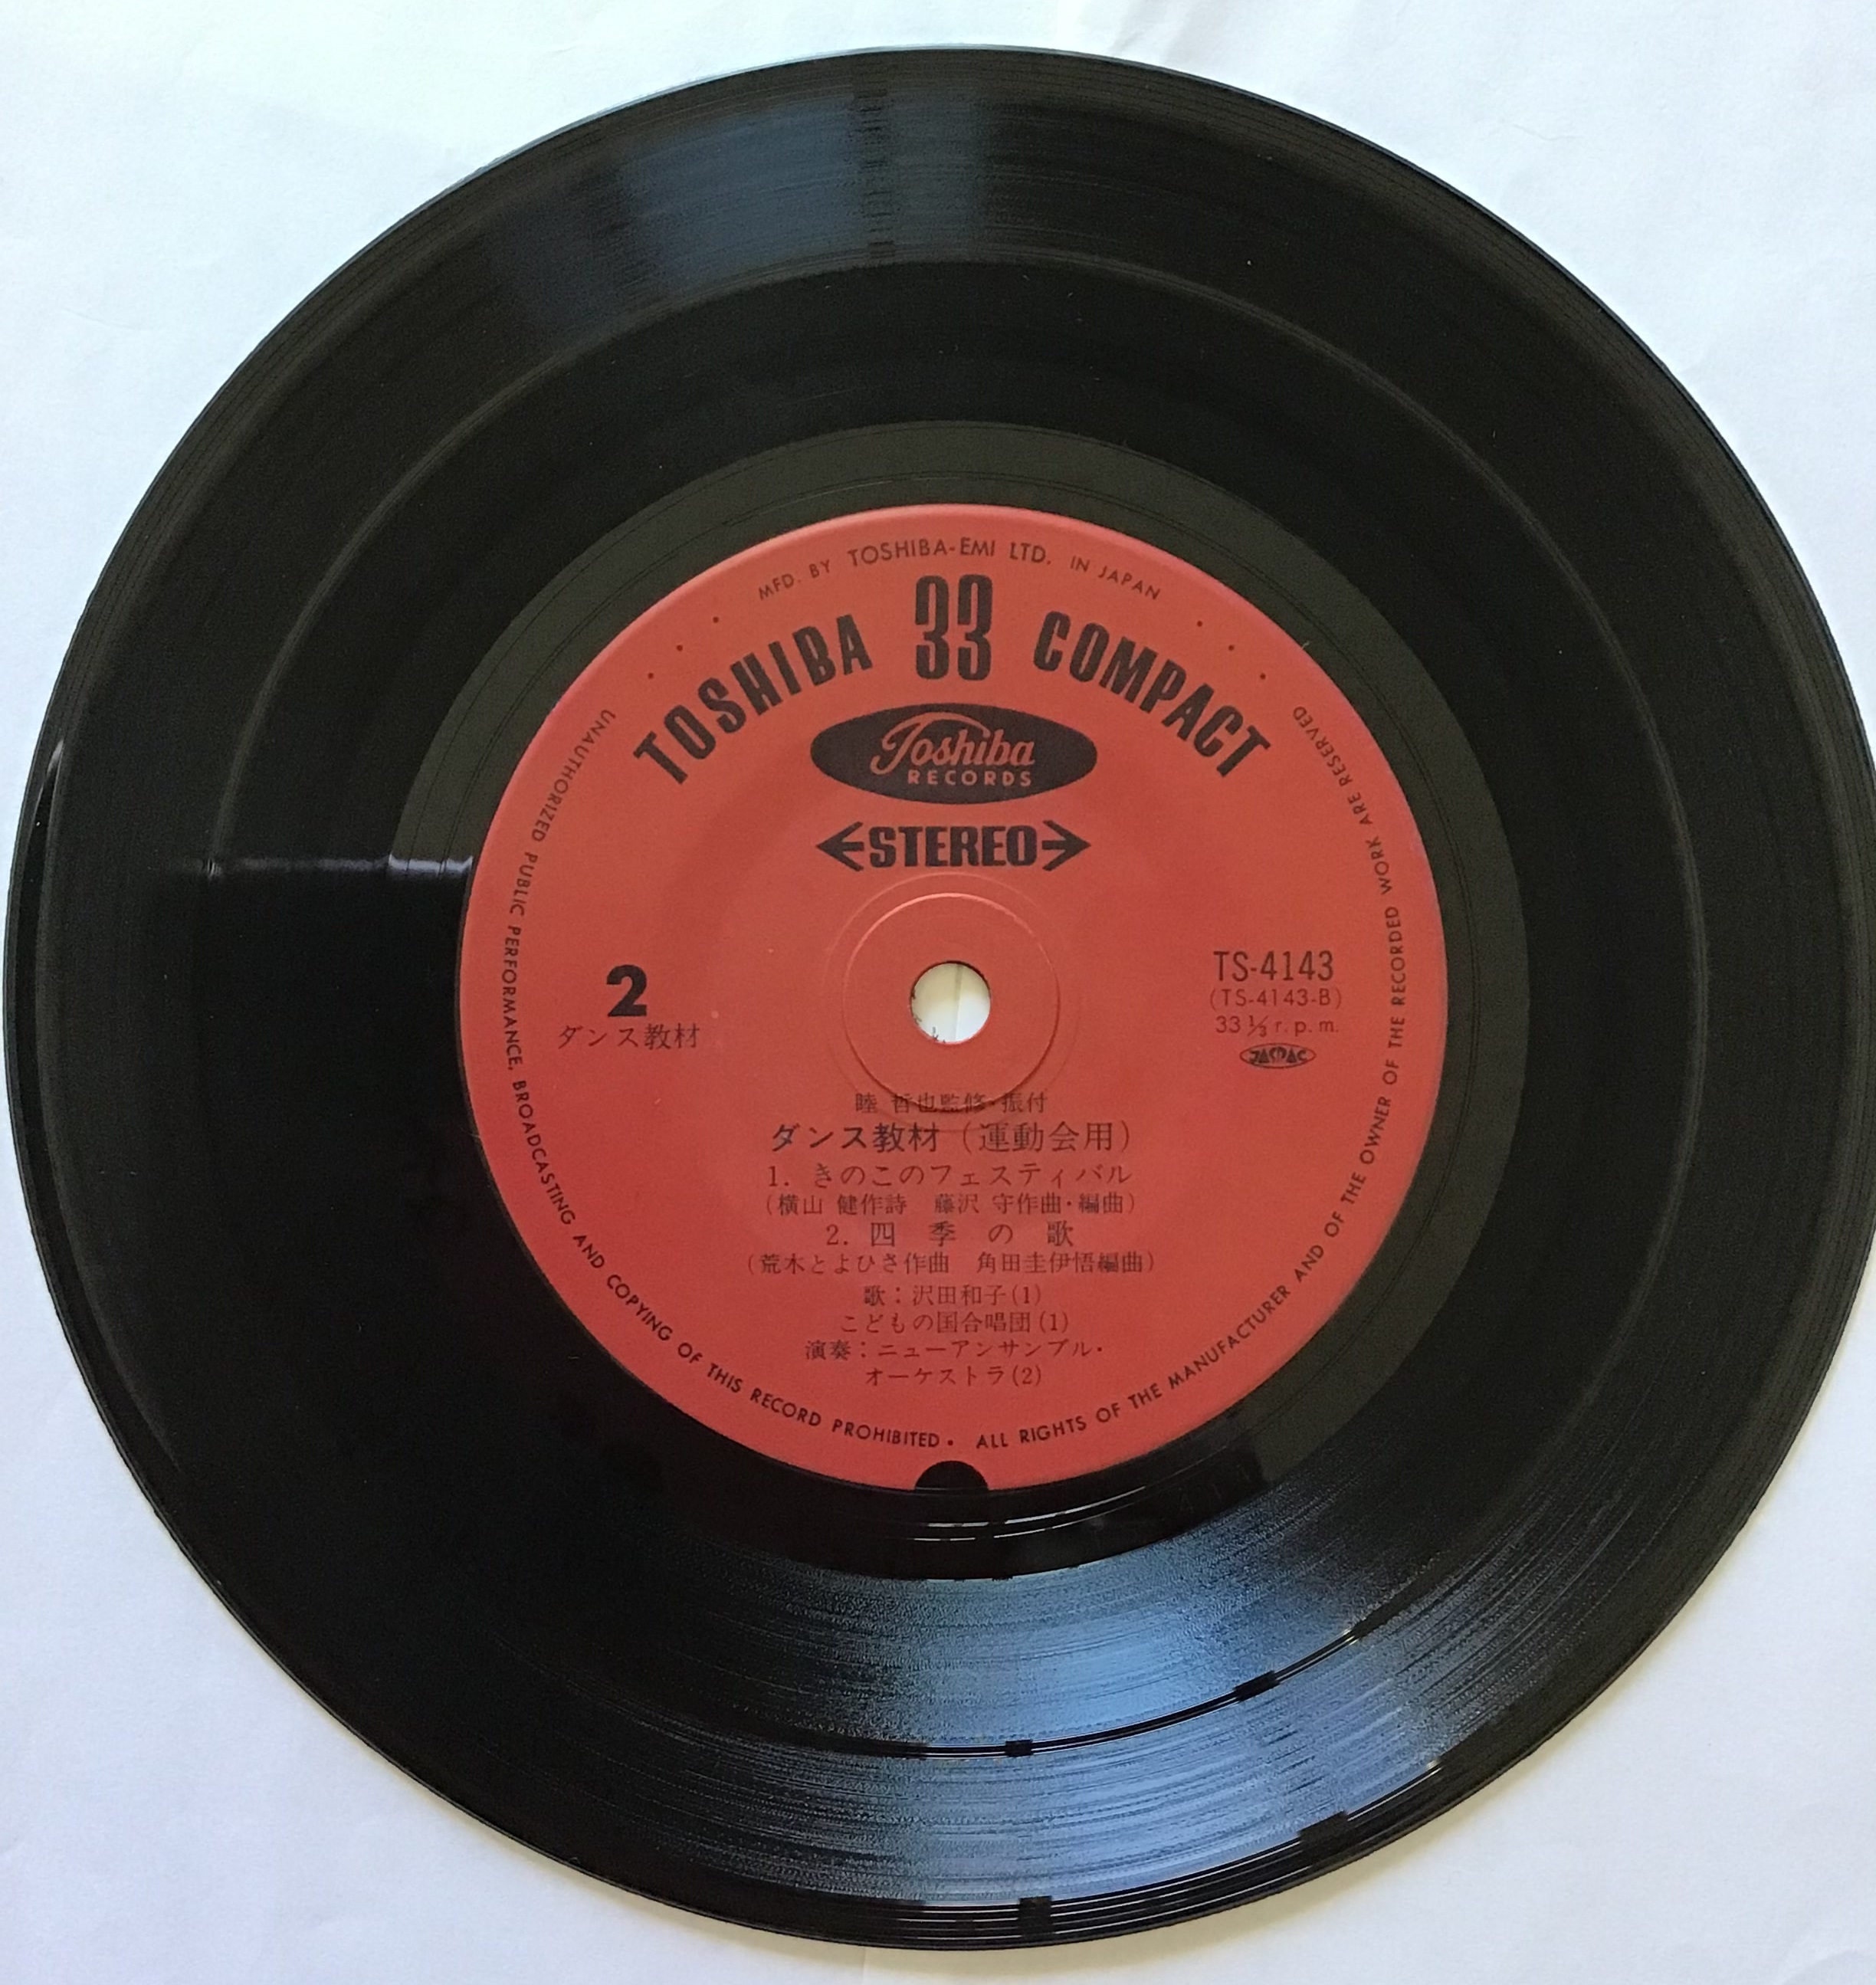 MFD. BY TOSHIBA-EMI LTD. IN JAPAN
TOSHIBA 33 COMPACT
Toshiba
RECORDS
STEREO
2
ダンス教材
TS-4143
(TS-4143-B)
33⅓ r.p.m.
JASRAC
睦 哲也監修・振付
ダンス教材（運動会用）
1. きのこのフェスティバル
（横山 健作詩　藤沢 守作曲・編曲）
2. 四 季 の 歌
（荒木とよひさ作曲　角田圭伊悟編曲）
歌：沢田和子(1)
こどもの国合唱団(1)
演奏：ニューアンサンブル・
オーケストラ(2)
UNAUTHORIZED PUBLIC PERFORMANCE, BROADCASTING AND COPYING OF THIS RECORD PROHIBITED • ALL RIGHTS OF THE MANUFACTURER AND OF THE OWNER OF THE RECORDED WORK ARE RESERVED